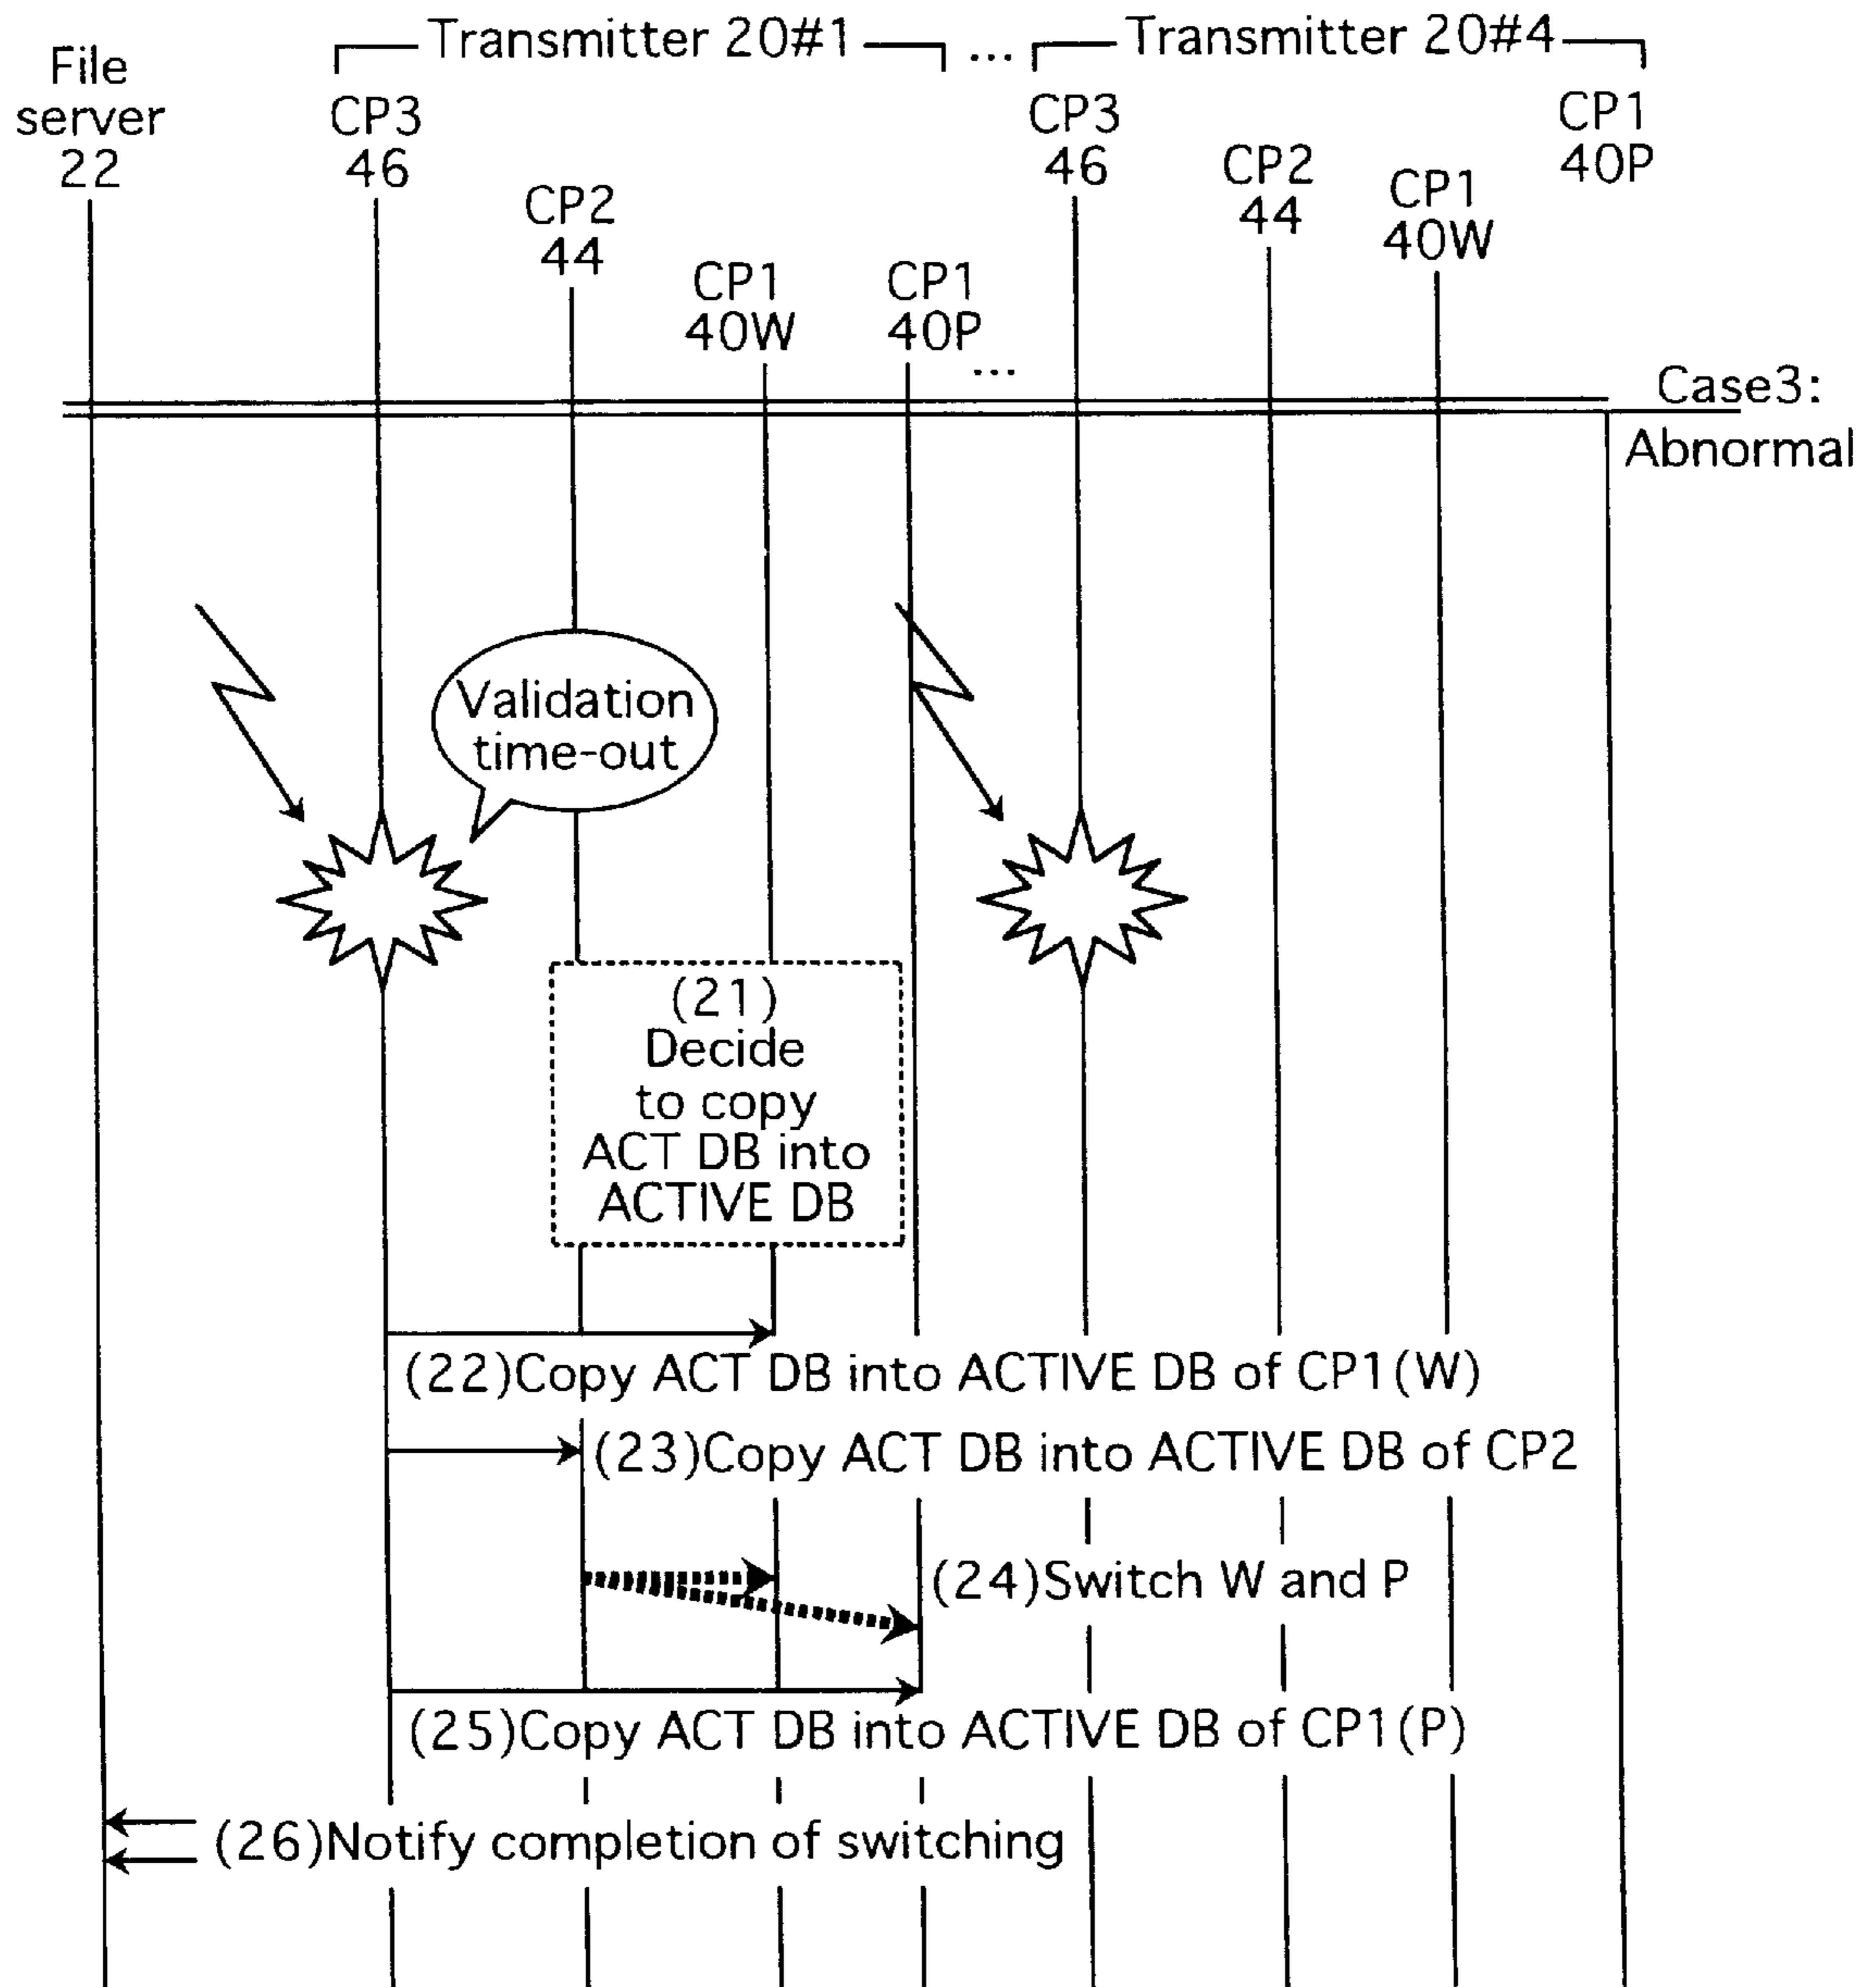 Transmitter 20#1 ... Transmitter 20#4
File
server
22
CP3
46
CP2
44
CP1
40W
CP1
40P
...
CP3
46
CP2
44
CP1
40W
CP1
40P
Case3:
Abnormal
Validation
time-out
(21)
Decide
to copy
ACT DB into
ACTIVE DB
(22)Copy ACT DB into ACTIVE DB of CP1(W)
(23)Copy ACT DB into ACTIVE DB of CP2
(24)Switch W and P
(25)Copy ACT DB into ACTIVE DB of CP1(P)
(26)Notify completion of switching